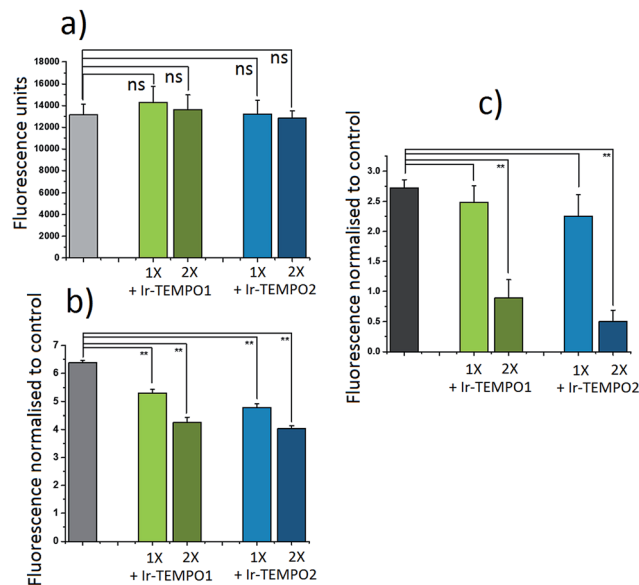 a)
Fluorescence units
18000
16000
14000
12000
10000
8000
6000
4000
2000
0
ns
ns
ns
ns
1X 2X 1X 2X
+ Ir-TEMPO1 + Ir-TEMPO2
b)
Fluorescence normalised to control
7
6
5
4
3
2
1
0
**
**
**
**
1X 2X 1X 2X
+ Ir-TEMPO1 + Ir-TEMPO2
c)
Fluorescence normalised to control
3.0
2.5
2.0
1.5
1.0
0.5
0.0
**
**
1X 2X 1X 2X
+ Ir-TEMPO1 + Ir-TEMPO2